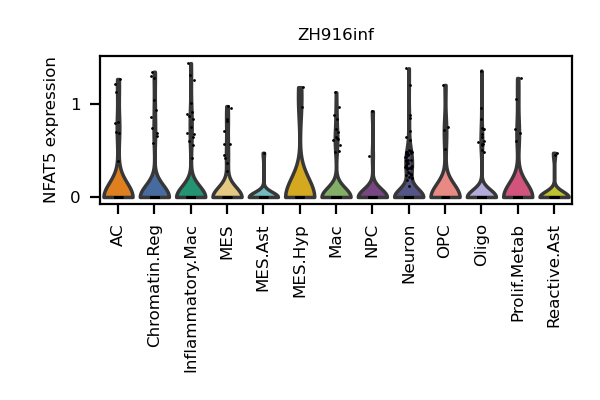 ZH916inf
NFAT5 expression
1
0
AC
Chromatin.Reg
Inflammatory.Mac
MES
MES.Ast
MES.Hyp
Mac
NPC
Neuron
OPC
Oligo
Prolif.Metab
Reactive.Ast